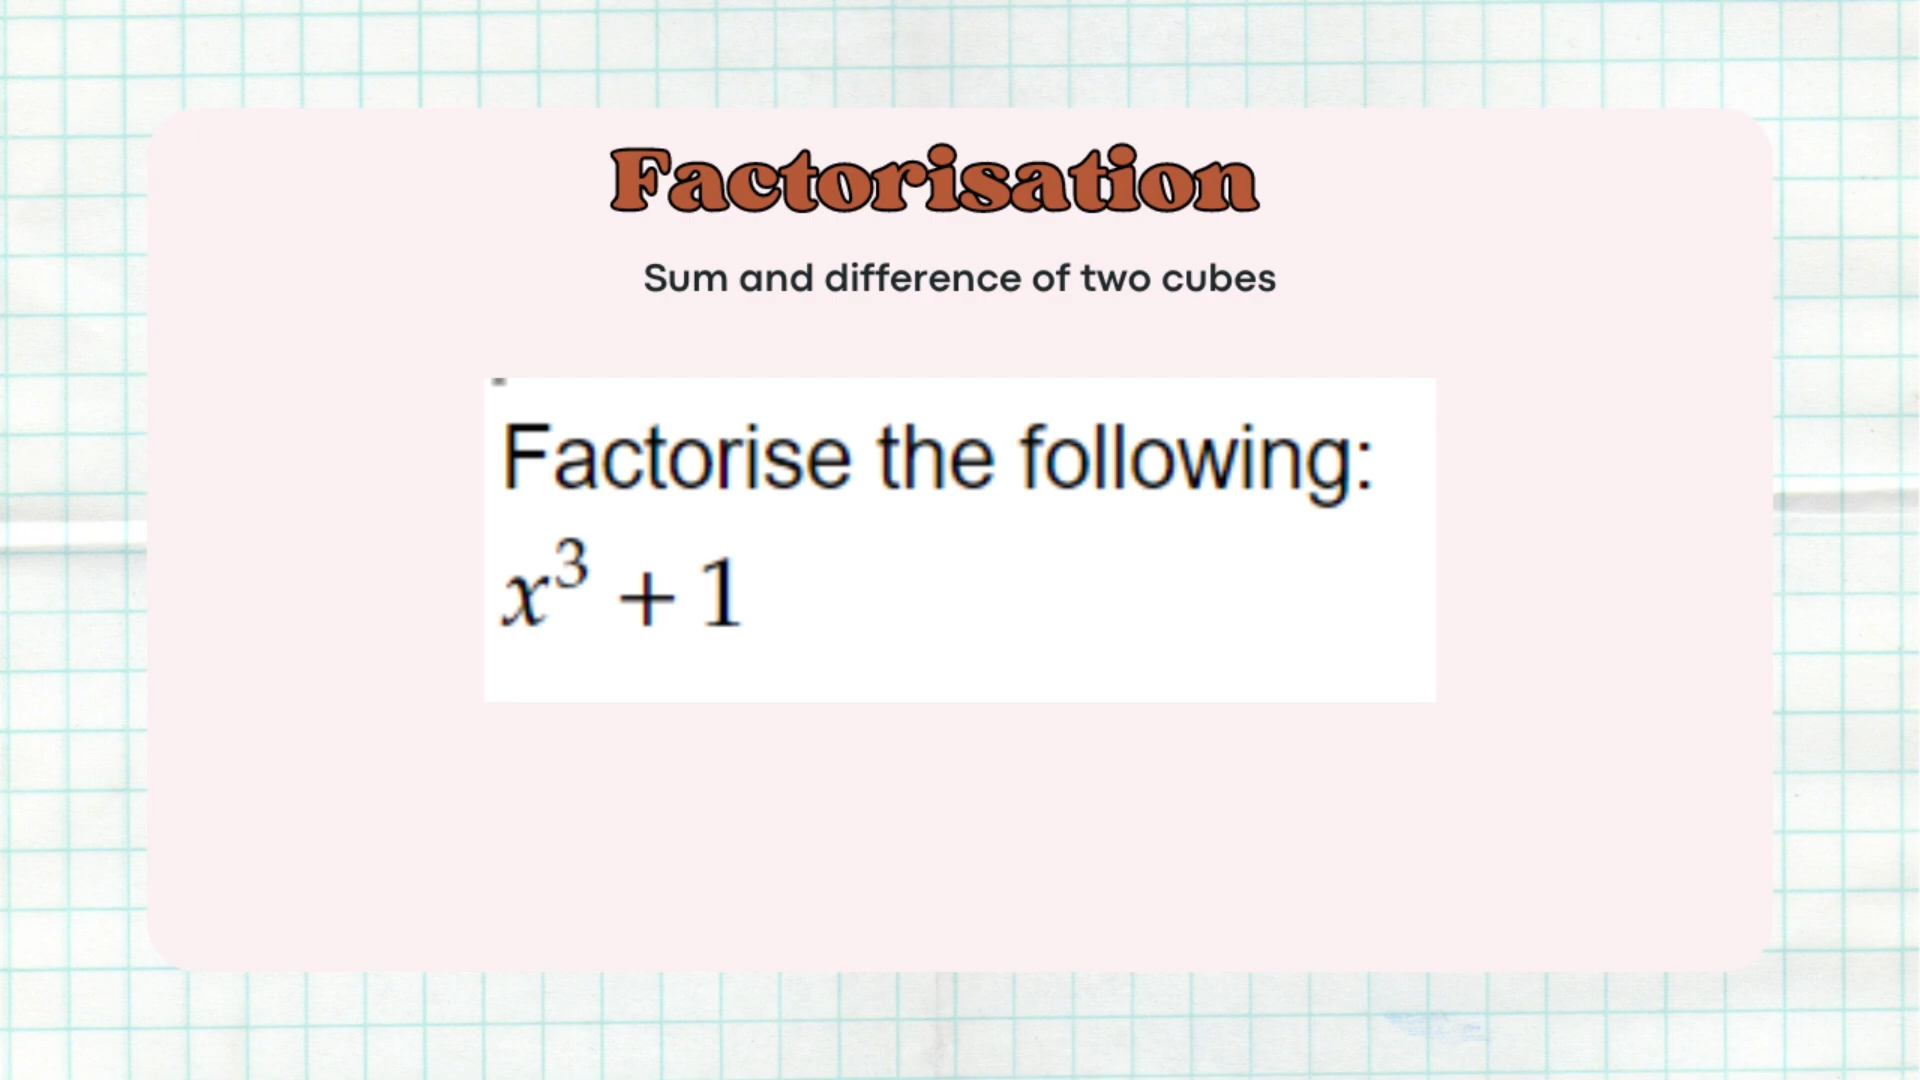 Factorisation
Sum and difference of two cubes
Factorise the following:
x³ + 1